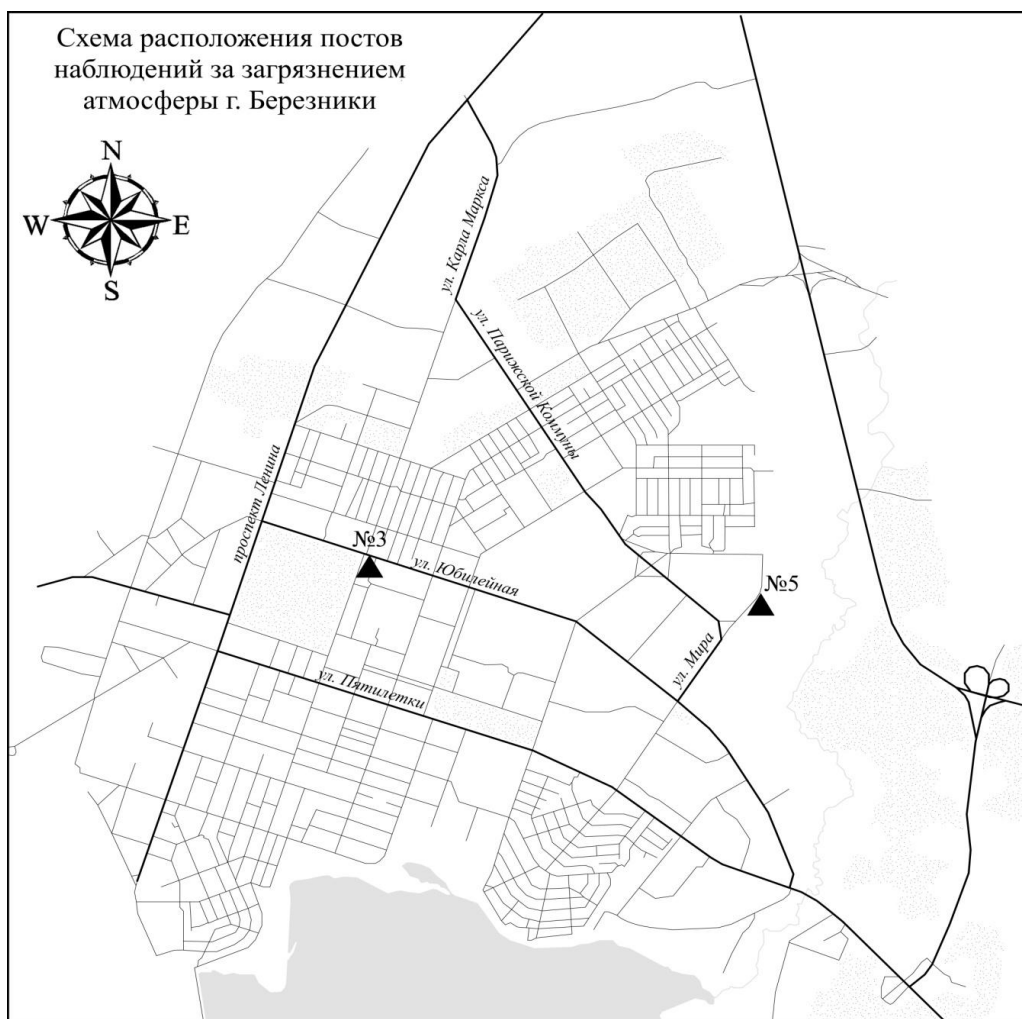 Схема расположения постов
наблюдений за загрязнением
атмосферы г. Березники
N
W
E
S
ул. Карла Маркса
ул. Парижской Коммуны
проспект Ленина
№3
ул. Юбилейная
№5
ул. Мира
ул. Пятилетки